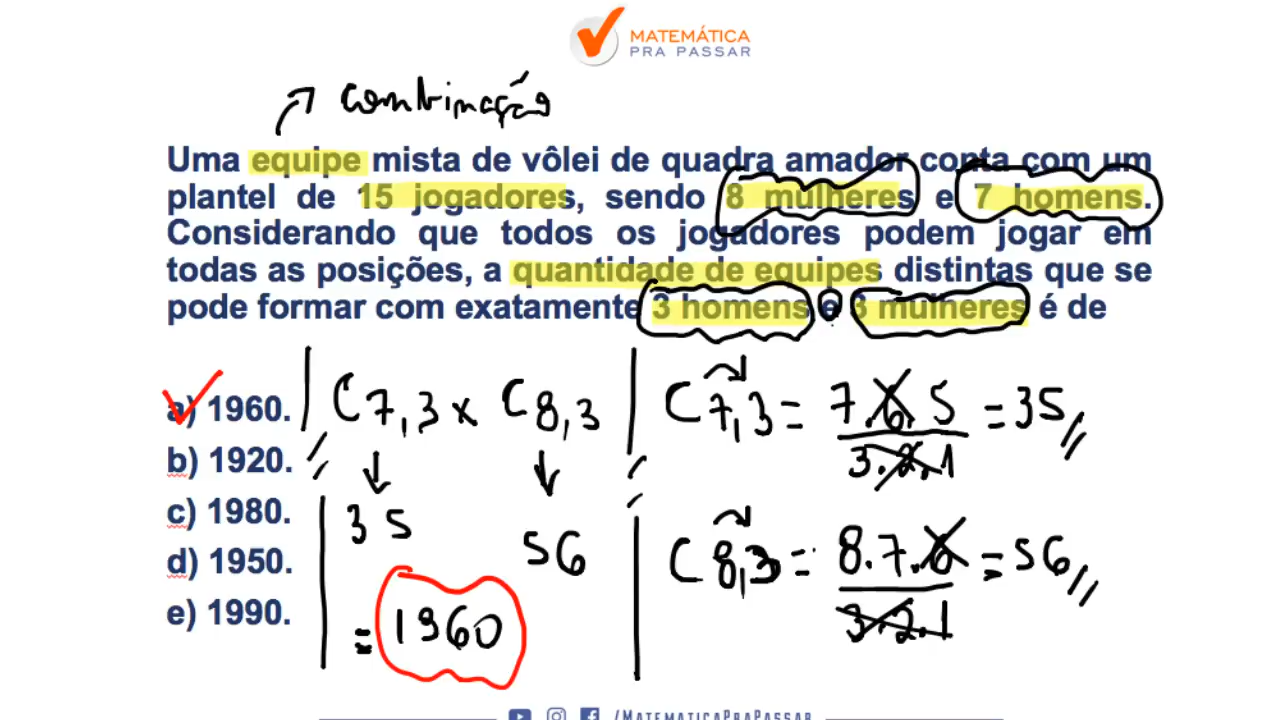 MATEMÁTICA
PRA PASSAR
combinação
Uma equipe mista de vôlei de quadra amador conta com um
plantel de 15 jogadores, sendo 8 mulheres e 7 homens.
Considerando que todos os jogadores podem jogar em
todas as posições, a quantidade de equipes distintas que se
pode formar com exatamente 3 homens e 3 mulheres é de
a) 1960.
b) 1920.
c) 1980.
d) 1950.
e) 1990.
C7,3 x C8,3
35 56
= 1960
C7,3 = 7.6.5 / 3.2.1 = 35
C8,3 = 8.7.6 / 3.2.1 = 56
/MATEMATICAPRAPASSAR